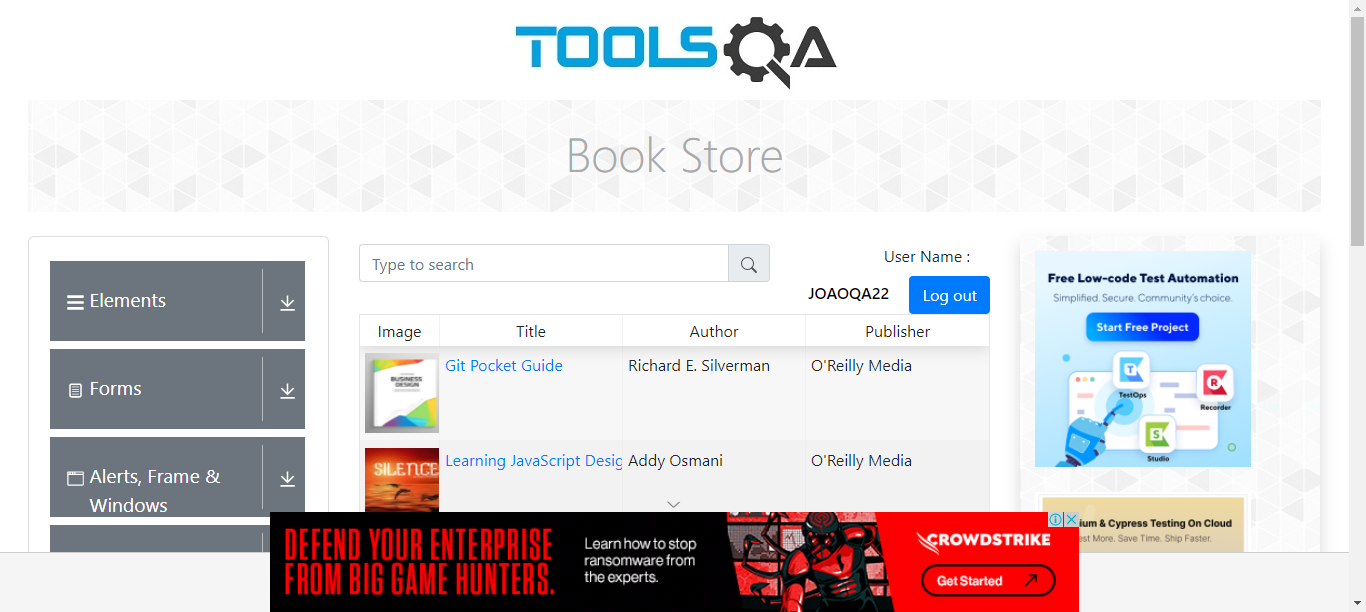 TOOLSQA
Book Store
Elements
Forms
Alerts, Frame &
Windows
Type to search
User Name :
JOAOQA22
Log out
Image Title Author Publisher
BUSINESS
DESIGN
Git Pocket Guide Richard E. Silverman O'Reilly Media
SILENCE
Learning JavaScript Desig Addy Osmani O'Reilly Media
Free Low-code Test Automation
Simplified. Secure. Community's choice.
Start Free Project
TestOps
Recorder
Studio
ium & Cypress Testing On Cloud
est More. Save Time. Ship Faster.
DEFEND YOUR ENTERPRISE
FROM BIG GAME HUNTERS.
Learn how to stop
ransomware from
the experts.
CROWDSTRIKE
Get Started